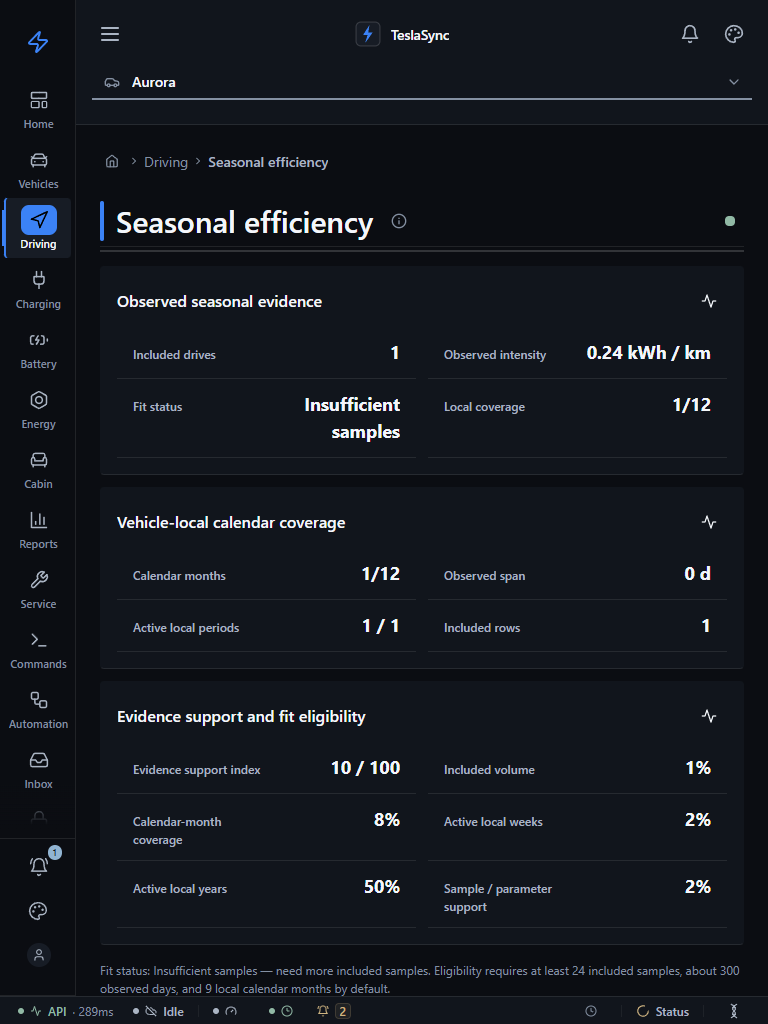 TeslaSync
Aurora
Home
Vehicles
Driving
Charging
Battery
Energy
Cabin
Reports
Service
Commands
Automation
Inbox
1
Driving
Seasonal efficiency
Seasonal efficiency
Observed seasonal evidence
Included drives 1
Observed intensity 0.24 kWh / km
Fit status Insufficient
samples
Local coverage 1/12
Vehicle-local calendar coverage
Calendar months 1/12
Observed span 0 d
Active local periods 1 / 1
Included rows 1
Evidence support and fit eligibility
Evidence support index 10 / 100
Included volume 1%
Calendar-month
coverage 8%
Active local weeks 2%
Active local years 50%
Sample / parameter
support 2%
Fit status: Insufficient samples — need more included samples. Eligibility requires at least 24 included samples, about 300
observed days, and 9 local calendar months by default.
API · 289ms Idle 2 Status